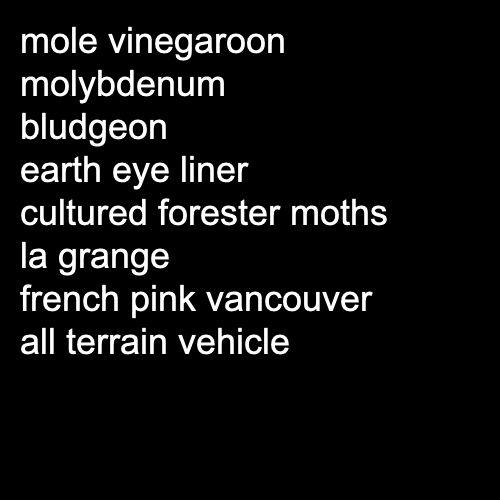 mole vinegaroon
molybdenum
bludgeon
earth eye liner
cultured forester moths
la grange
french pink vancouver
all terrain vehicle